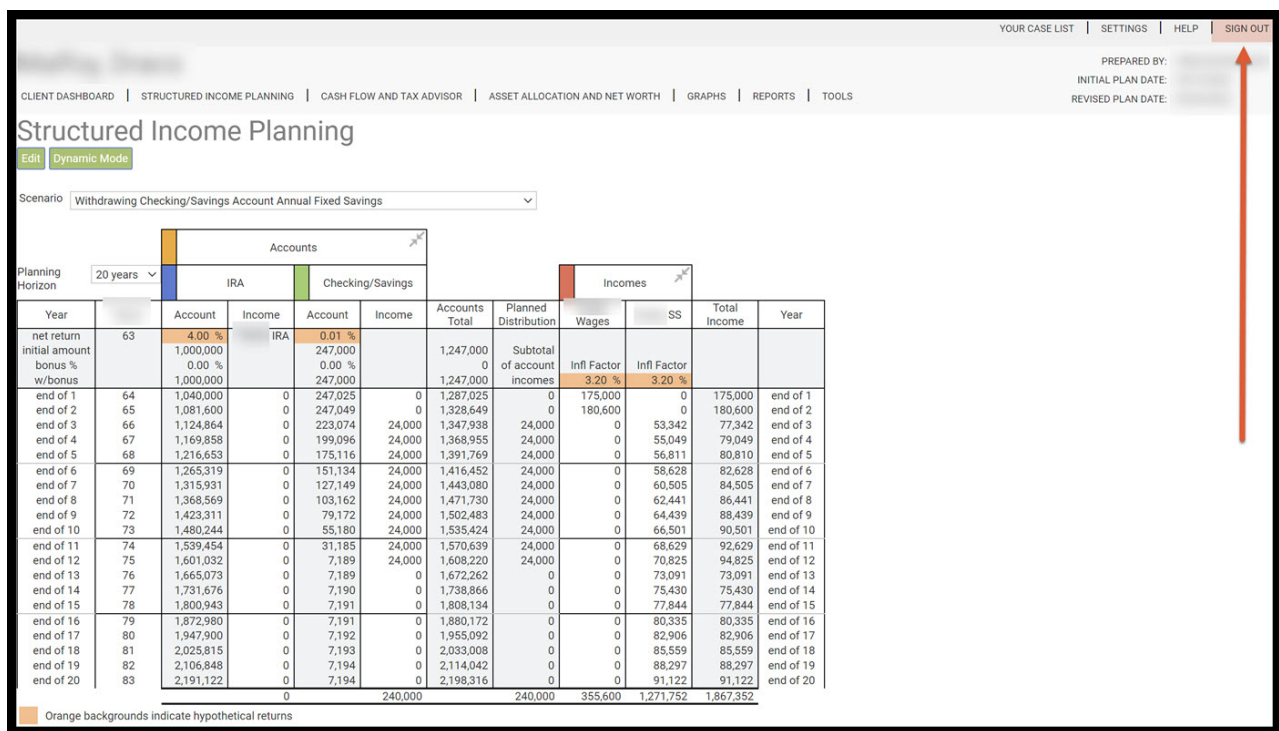 YOUR CASE LIST | SETTINGS | HELP | SIGN OUT
PREPARED BY:
INITIAL PLAN DATE:
REVISED PLAN DATE:
CLIENT DASHBOARD | STRUCTURED INCOME PLANNING | CASH FLOW AND TAX ADVISOR | ASSET ALLOCATION AND NET WORTH | GRAPHS | REPORTS | TOOLS
Structured Income Planning
Edit Dynamic Mode
Scenario Withdrawing Checking/Savings Account Annual Fixed Savings
Accounts
Planning Horizon 20 years IRA Checking/Savings Incomes
Year Account Income Account Income Accounts Total Planned Distribution Wages SS Total Income Year
net return 63 4.00 % IRA 0.01 %
initial amount 1,000,000 247,000 1,247,000 Subtotal
bonus % 0.00 % 0.00 % 0 of account Infl Factor Infl Factor
w/bonus 1,000,000 247,000 1,247,000 incomes 3.20 % 3.20 %
end of 1 64 1,040,000 0 247,025 0 1,287,025 0 175,000 0 175,000 end of 1
end of 2 65 1,081,600 0 247,049 0 1,328,649 0 180,600 0 180,600 end of 2
end of 3 66 1,124,864 0 223,074 24,000 1,347,938 24,000 0 53,342 77,342 end of 3
end of 4 67 1,169,858 0 199,096 24,000 1,368,955 24,000 0 55,049 79,049 end of 4
end of 5 68 1,216,653 0 175,116 24,000 1,391,769 24,000 0 56,811 80,810 end of 5
end of 6 69 1,265,319 0 151,134 24,000 1,416,452 24,000 0 58,628 82,628 end of 6
end of 7 70 1,315,931 0 127,149 24,000 1,443,080 24,000 0 60,505 84,505 end of 7
end of 8 71 1,368,569 0 103,162 24,000 1,471,730 24,000 0 62,441 86,441 end of 8
end of 9 72 1,423,311 0 79,172 24,000 1,502,483 24,000 0 64,439 88,439 end of 9
end of 10 73 1,480,244 0 55,180 24,000 1,535,424 24,000 0 66,501 90,501 end of 10
end of 11 74 1,539,454 0 31,185 24,000 1,570,639 24,000 0 68,629 92,629 end of 11
end of 12 75 1,601,032 0 7,189 24,000 1,608,220 24,000 0 70,825 94,825 end of 12
end of 13 76 1,665,073 0 7,189 0 1,672,262 0 0 73,091 73,091 end of 13
end of 14 77 1,731,676 0 7,190 0 1,738,866 0 0 75,430 75,430 end of 14
end of 15 78 1,800,943 0 7,191 0 1,808,134 0 0 77,844 77,844 end of 15
end of 16 79 1,872,980 0 7,191 0 1,880,172 0 0 80,335 80,335 end of 16
end of 17 80 1,947,900 0 7,192 0 1,955,092 0 0 82,906 82,906 end of 17
end of 18 81 2,025,815 0 7,193 0 2,033,008 0 0 85,559 85,559 end of 18
end of 19 82 2,106,848 0 7,194 0 2,114,042 0 0 88,297 88,297 end of 19
end of 20 83 2,191,122 0 7,194 0 2,198,316 0 0 91,122 91,122 end of 20
0 240,000 240,000 355,600 1,271,752 1,867,352
Orange backgrounds indicate hypothetical returns